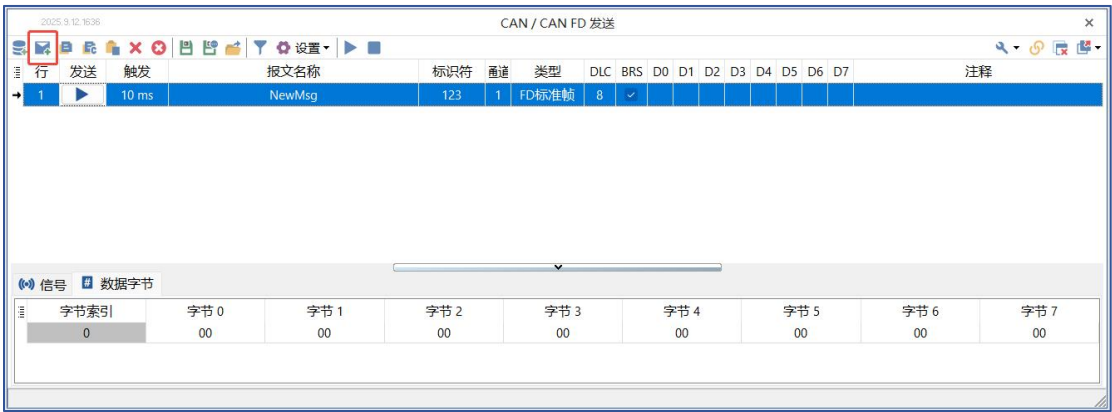 2025.9.12.1636
CAN / CAN FD 发送
设置
行 发送 触发 报文名称 标识符 通道 类型 DLC BRS D0 D1 D2 D3 D4 D5 D6 D7 注释
1 10 ms NewMsg 123 1 FD标准帧 8
信号 数据字节
字节索引 字节 0 字节 1 字节 2 字节 3 字节 4 字节 5 字节 6 字节 7
0 00 00 00 00 00 00 00 00